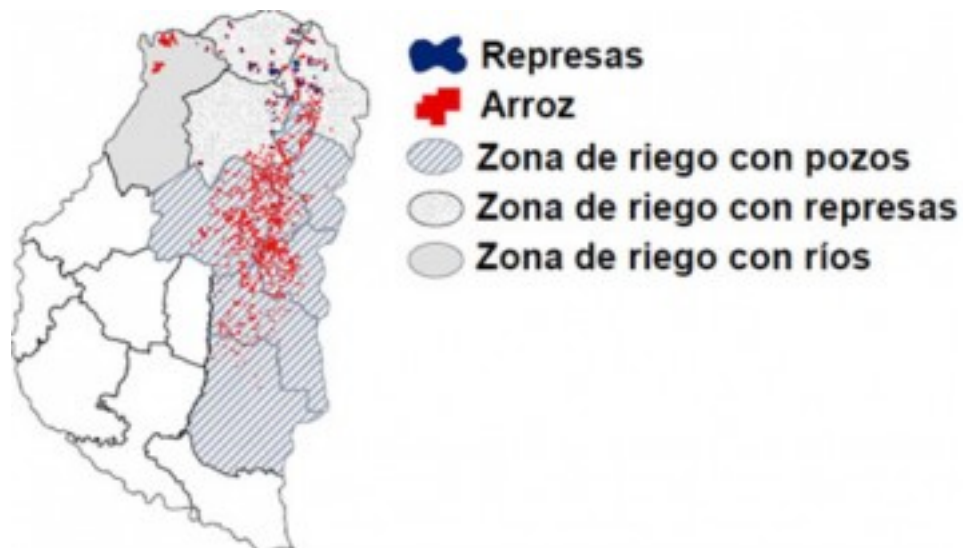 Represas
Arroz
Zona de riego con pozos
Zona de riego con represas
Zona de riego con ríos